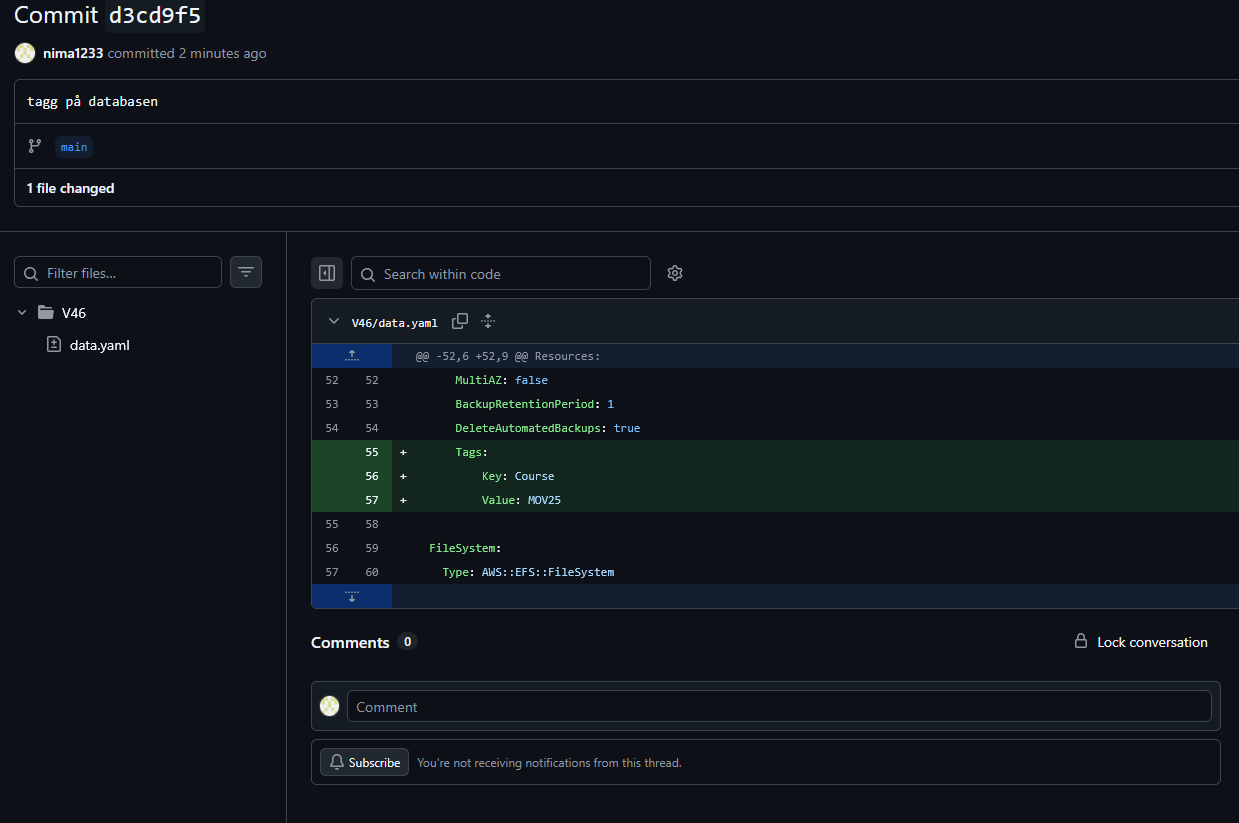 Commit d3cd9f5
nima1233 committed 2 minutes ago
tagg på databasen
main
1 file changed
Filter files...
V46
data.yaml
Search within code
V46/data.yaml
@@ -52,6 +52,9 @@ Resources:
52 52 MultiAZ: false
53 53 BackupRetentionPeriod: 1
54 54 DeleteAutomatedBackups: true
55 + Tags:
56 + Key: Course
57 + Value: MOV25
55 58
56 59 FileSystem:
57 60 Type: AWS::EFS::FileSystem
Comments 0
Lock conversation
Comment
Subscribe You're not receiving notifications from this thread.